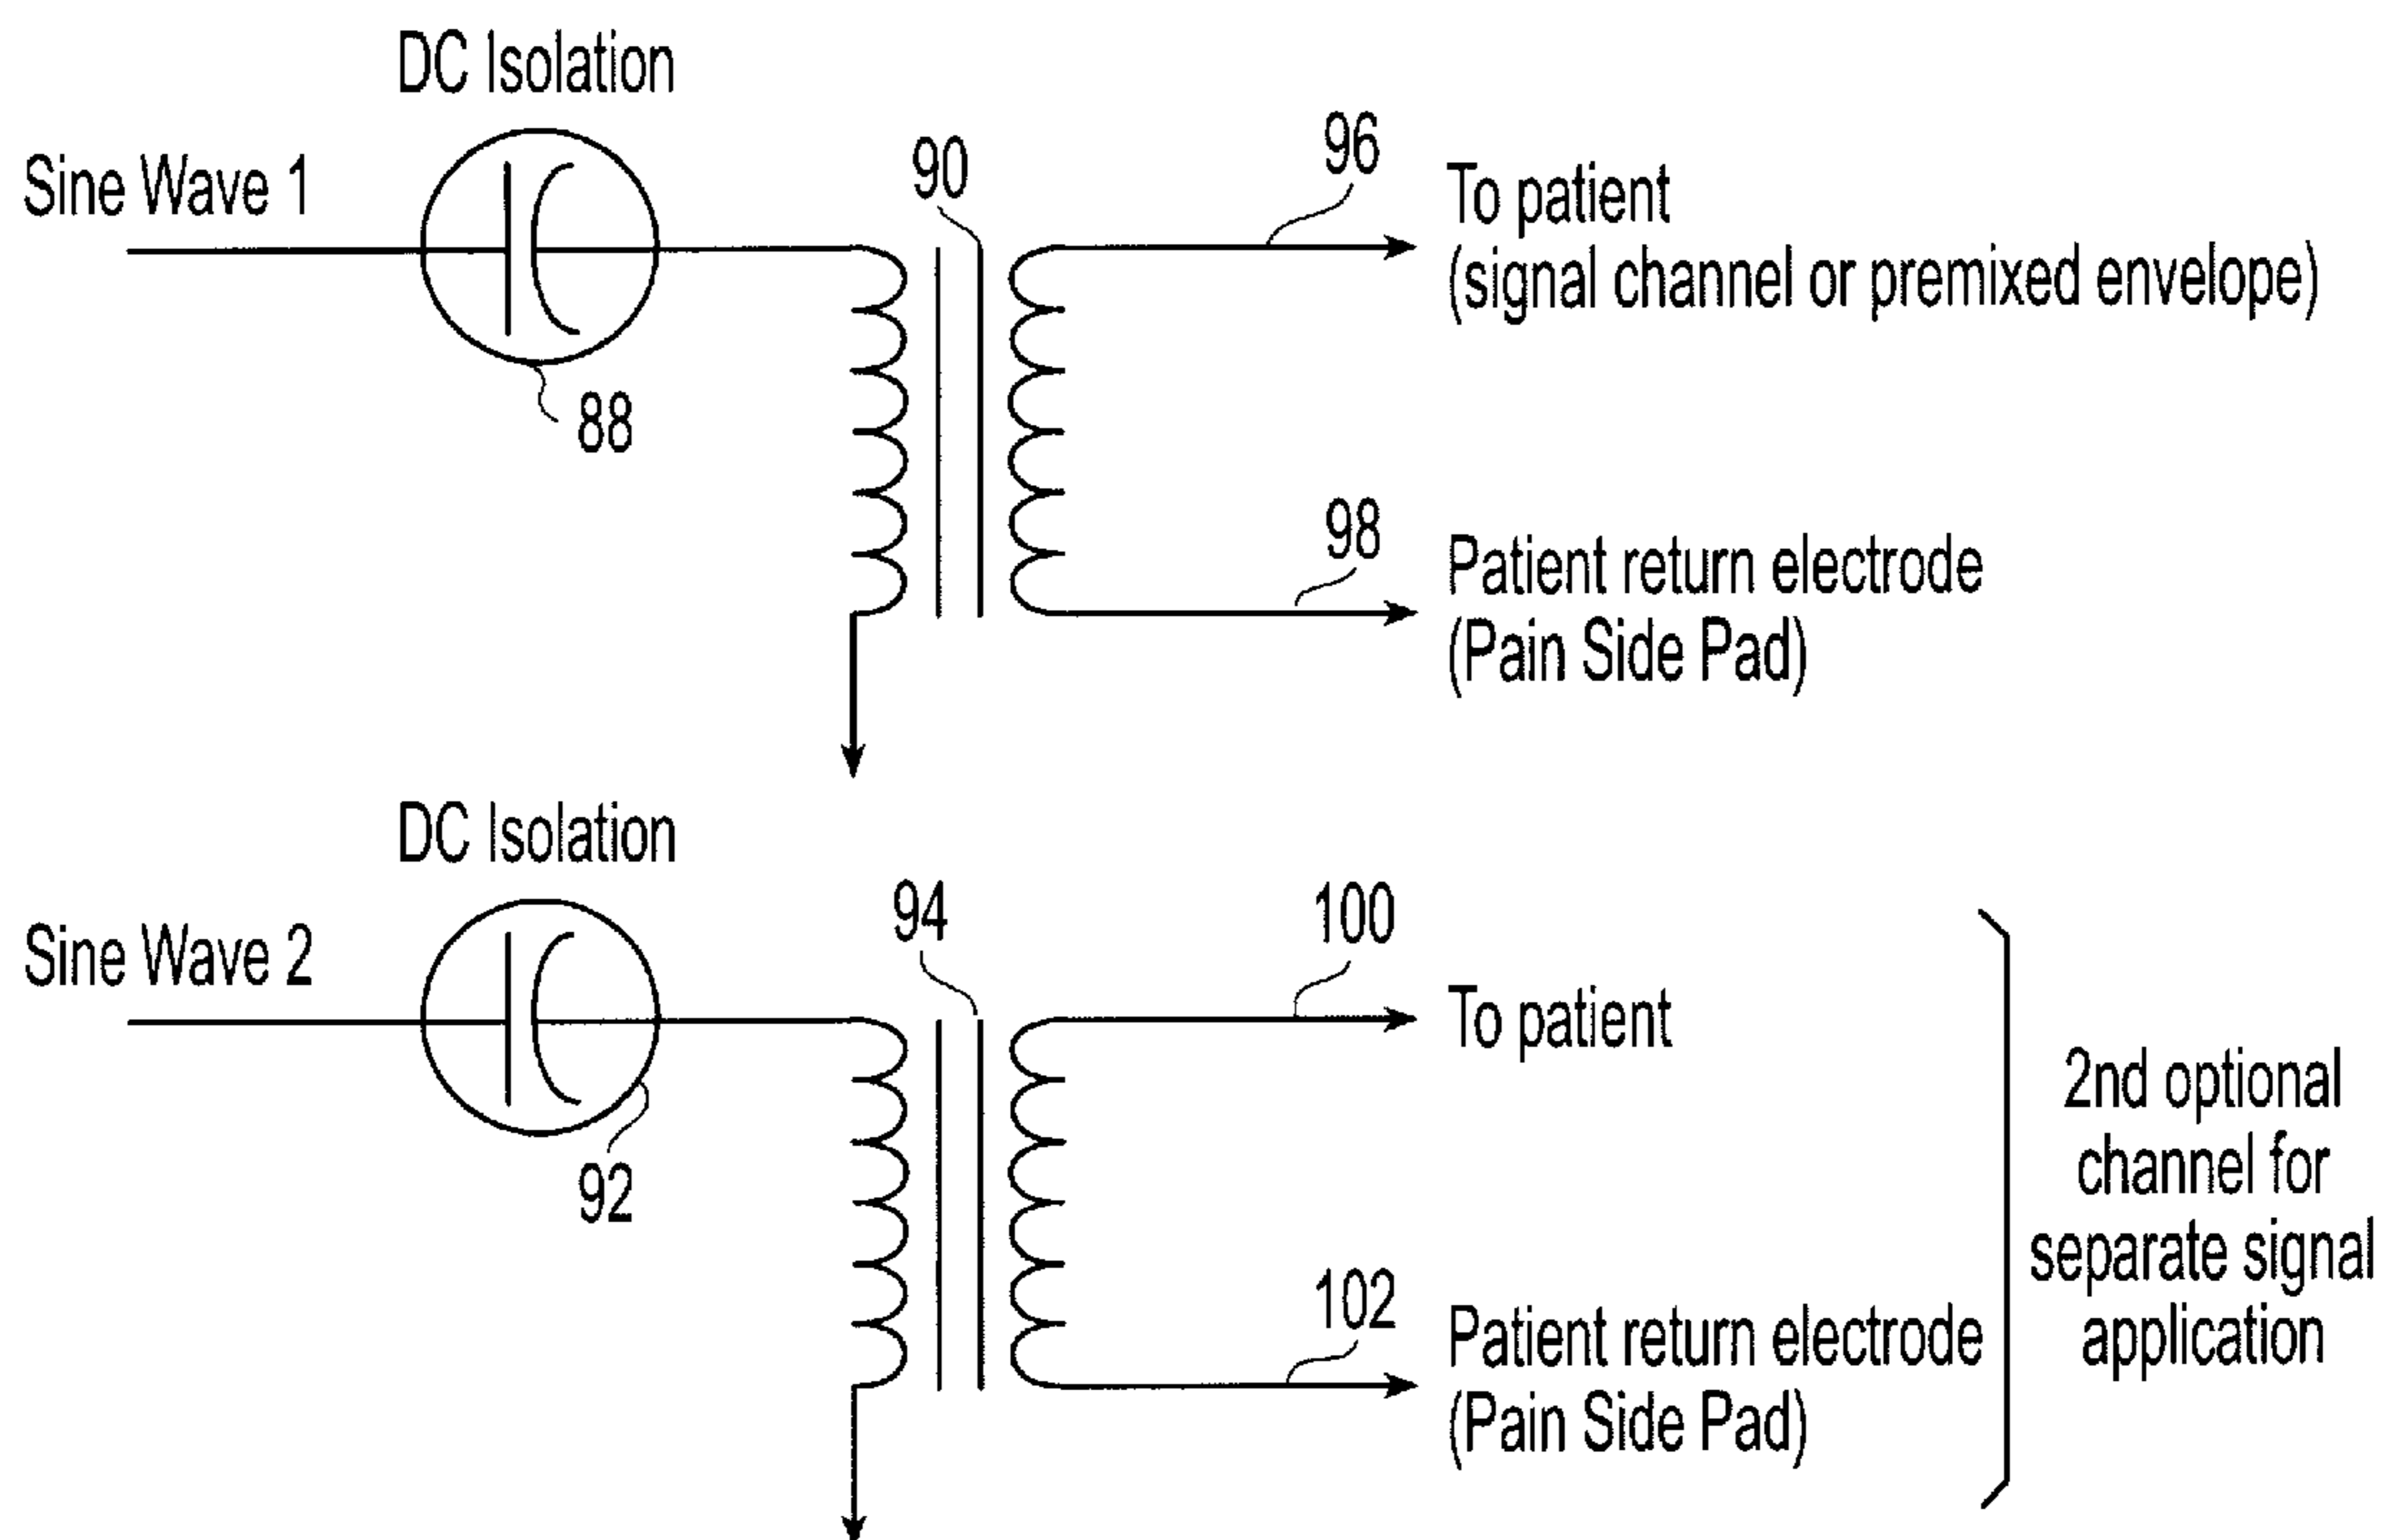 DC Isolation
Sine Wave 1
90
96
To patient
(signal channel or premixed envelope)
88
98
Patient return electrode
(Pain Side Pad)
DC Isolation
Sine Wave 2
94
100
To patient
92
102
Patient return electrode
(Pain Side Pad)
2nd optional
channel for
separate signal
application